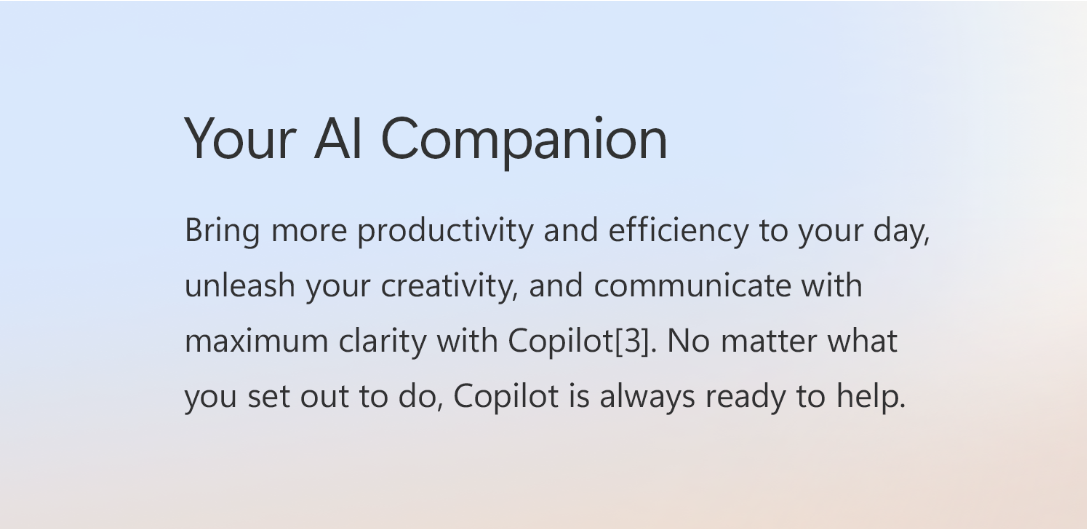 Your AI Companion
Bring more productivity and efficiency to your day,
unleash your creativity, and communicate with
maximum clarity with Copilot[3]. No matter what
you set out to do, Copilot is always ready to help.